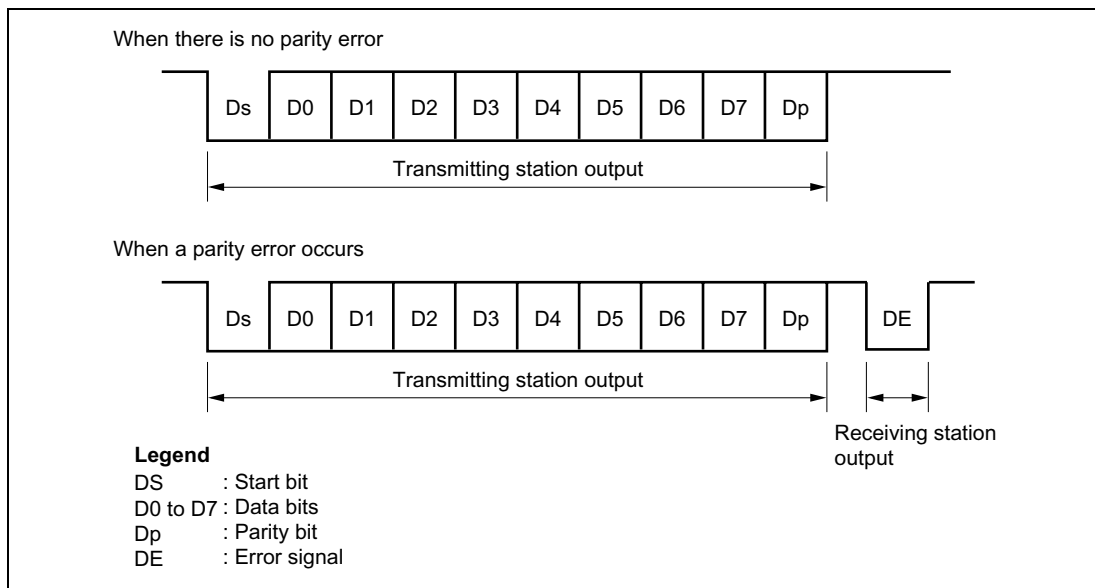 When there is no parity error
Ds D0 D1 D2 D3 D4 D5 D6 D7 Dp
Transmitting station output
When a parity error occurs
Ds D0 D1 D2 D3 D4 D5 D6 D7 Dp DE
Transmitting station output
Receiving station
output
Legend
DS : Start bit
D0 to D7 : Data bits
Dp : Parity bit
DE : Error signal